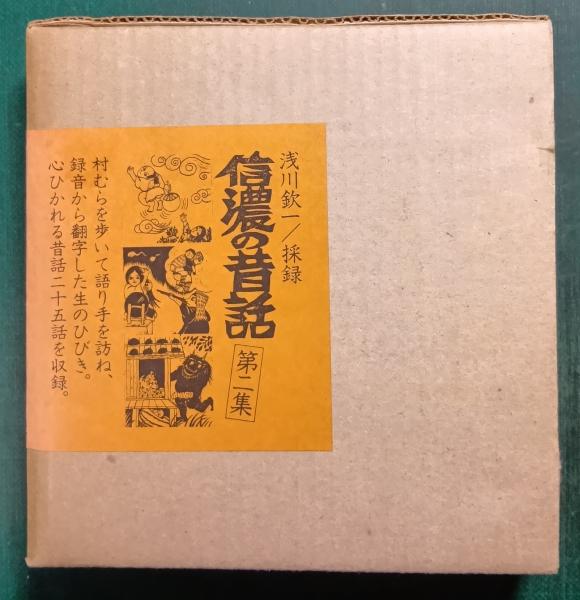 浅川欽一／採録
信濃の昔話
第二集
村むらを歩いて語り手を訪ね、
録音から翻字した生のひびき。
心ひかれる昔話二十五話を収録。